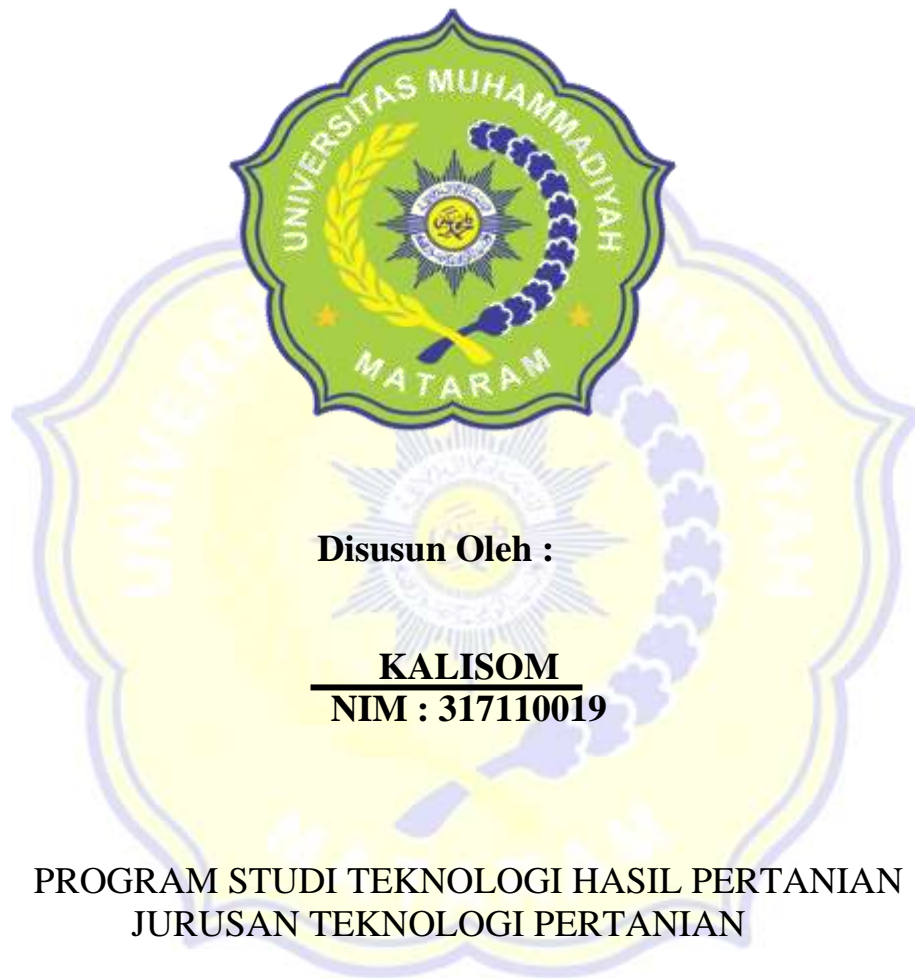 UNIVERSITAS MUHAMMADIYAH
MATARAM
Disusun Oleh :
KALISOM
NIM : 317110019
PROGRAM STUDI TEKNOLOGI HASIL PERTANIAN
JURUSAN TEKNOLOGI PERTANIAN